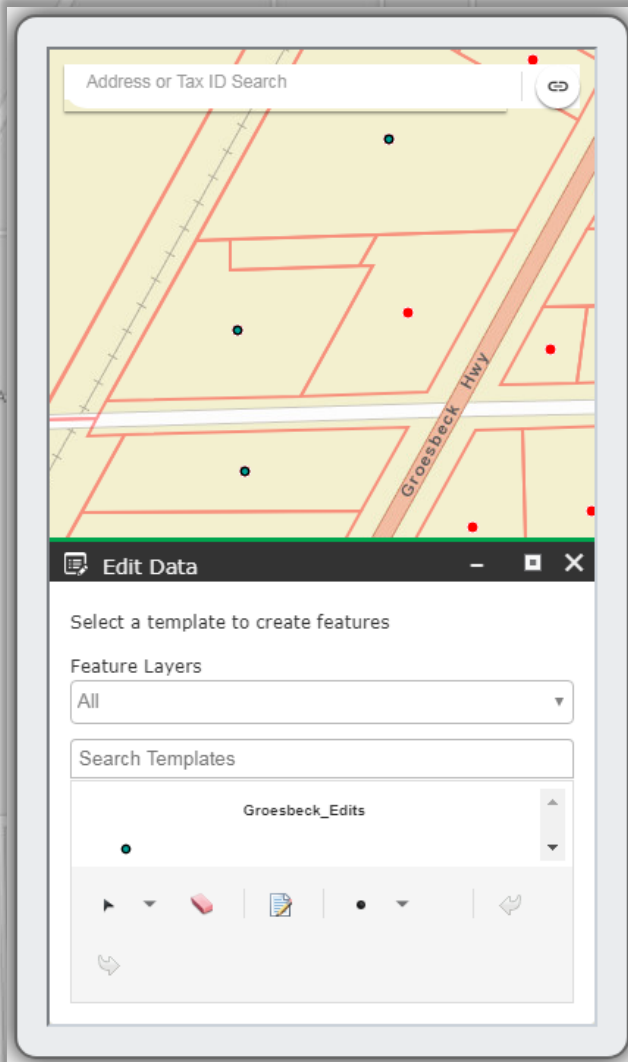 Address or Tax ID Search
Groesbeck Hwy
Edit Data
Select a template to create features
Feature Layers
All
Search Templates
Groesbeck_Edits